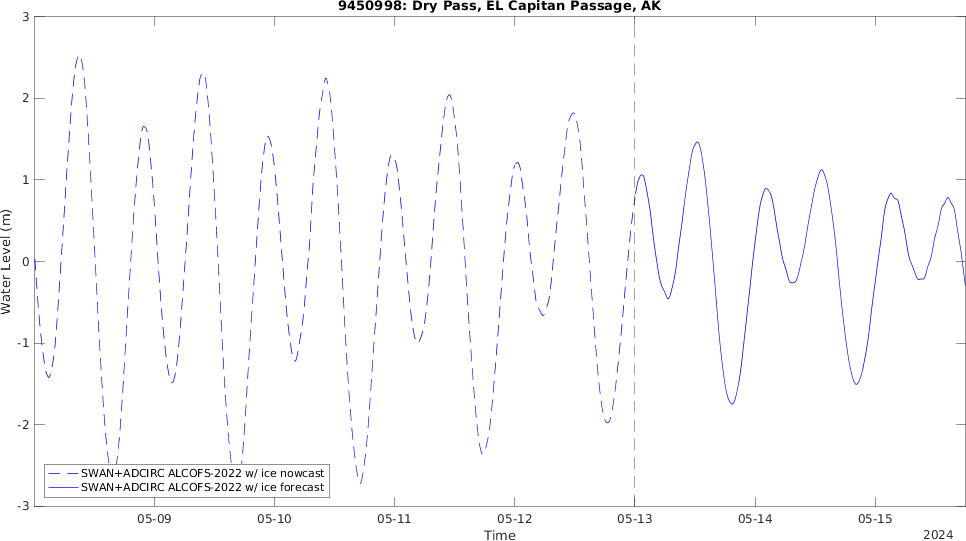 9450998: Dry Pass, EL Capitan Passage, AK
3
2
1
0
-1
-2
-3
Water Level (m)
SWAN+ADCIRC ALCOFS-2022 w/ ice nowcast
SWAN+ADCIRC ALCOFS-2022 w/ ice forecast
05-09 05-10 05-11 05-12 05-13 05-14 05-15
Time
2024